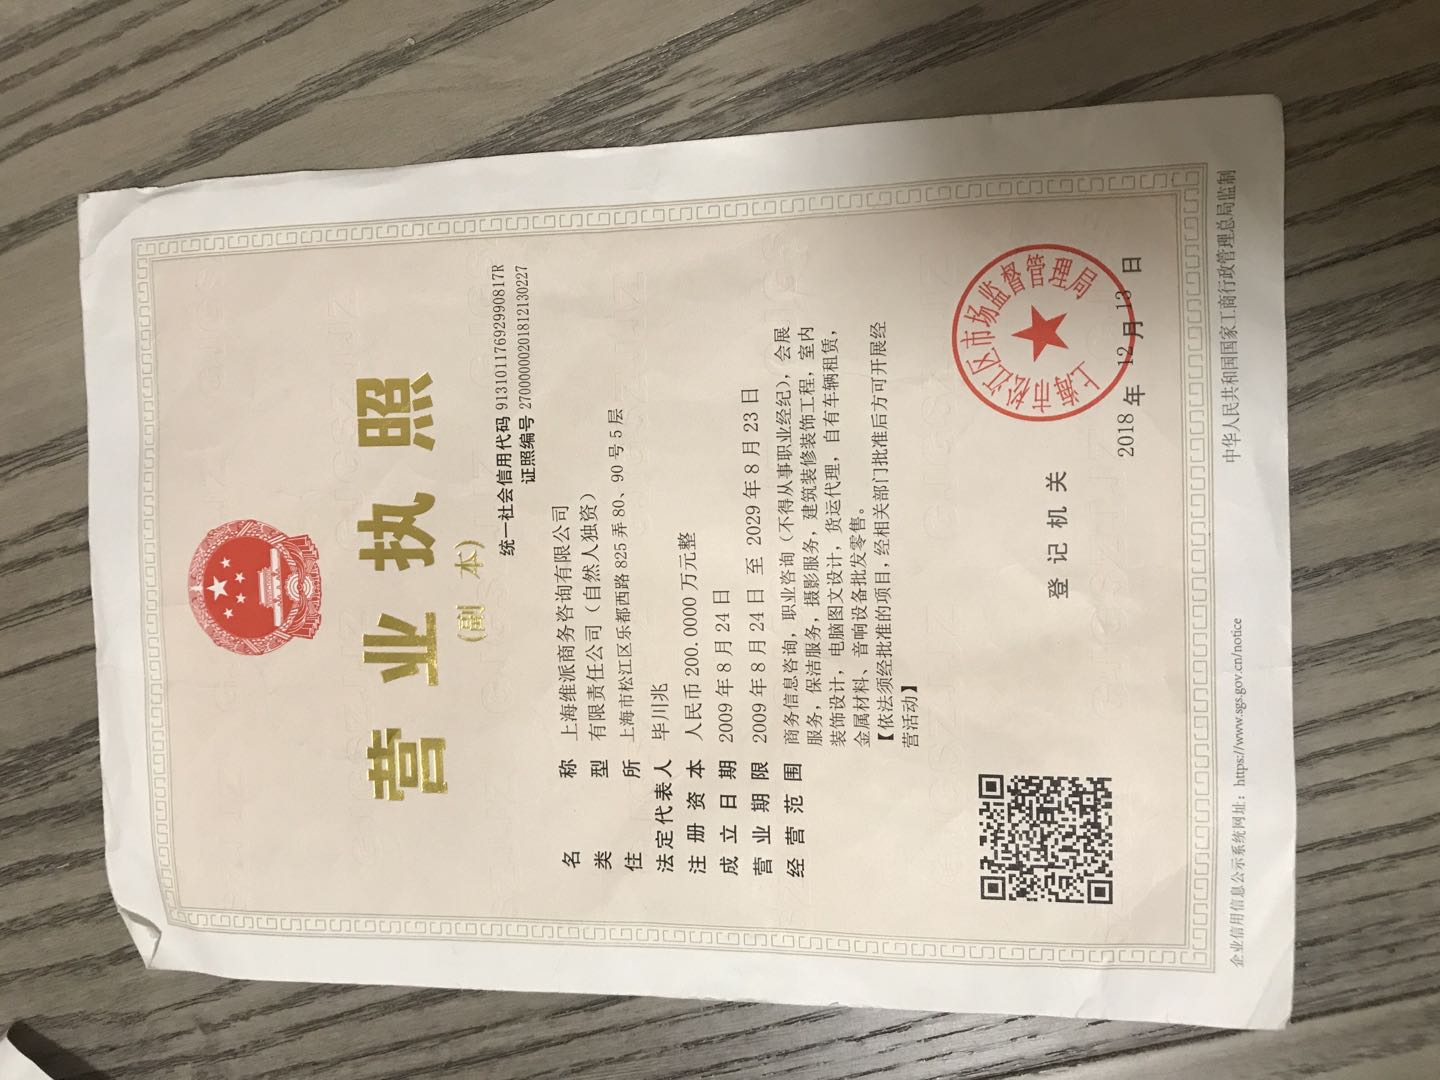 营业执照
(副 本)
统一社会信用代码 91310117692990817R
证照编号 27000000201812130227
名 称 上海维派商务咨询有限公司
类 型 有限责任公司（自然人独资）
住 所 上海市松江区乐都西路825弄80、90号5层
法定代表人 毕川兆
注册资本 人民币200.0000万元整
成立日期 2009年8月24日
营业期限 2009年8月24日 至 2029年8月23日
经营范围 商务信息咨询，职业咨询（不得从事职业经纪），会展
服务，保洁服务，摄影服务，建筑装修装饰工程，室内
装饰设计，电脑图文设计，货运代理，自有车辆租赁，
金属材料、音响设备批发零售。
【依法须经批准的项目，经相关部门批准后方可开展经
营活动】
登记机关
上海市松江区市场监督管理局
2018年 12月 13日
企业信用信息公示系统网址：https://www.sgs.gov.cn/notice
中华人民共和国国家工商行政管理总局监制